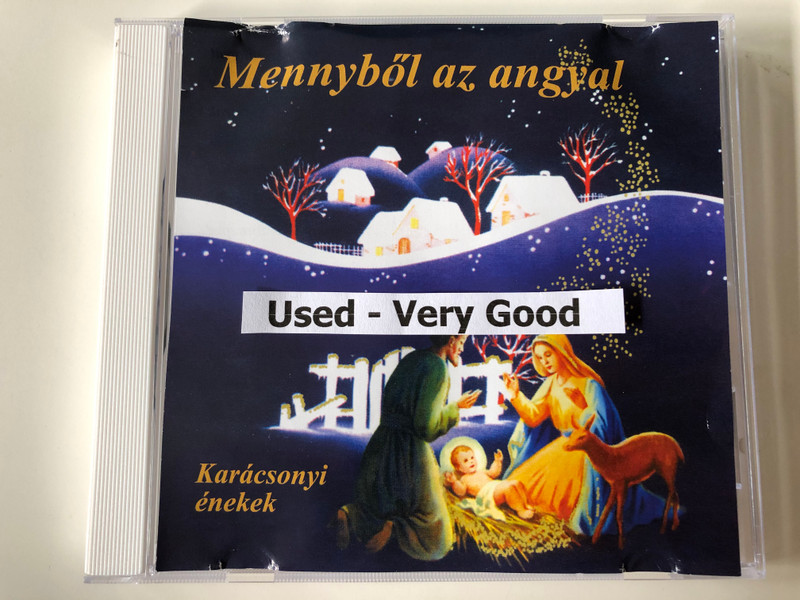 Mennyből az angyal
Used - Very Good
Karácsonyi
énekek